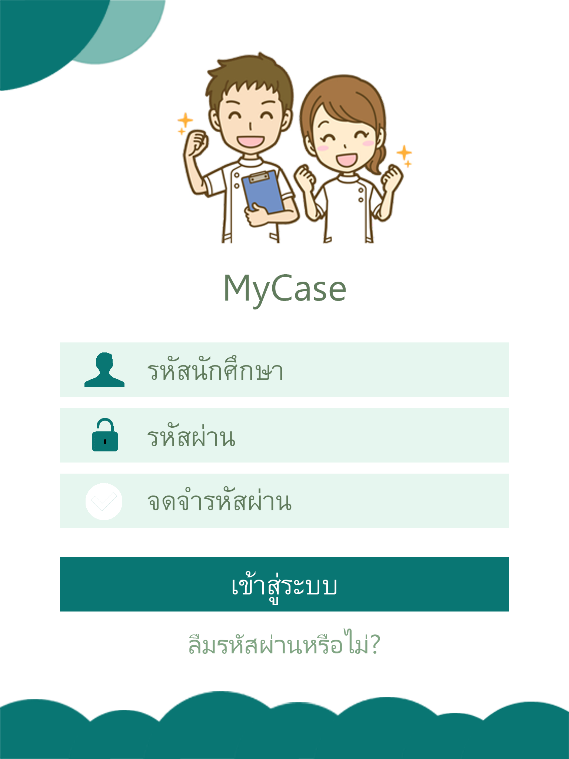 MyCase
รหัสนักศึกษา
รหัสผ่าน
จดจำรหัสผ่าน
เข้าสู่ระบบ
ลืมรหัสผ่านหรือไม่?